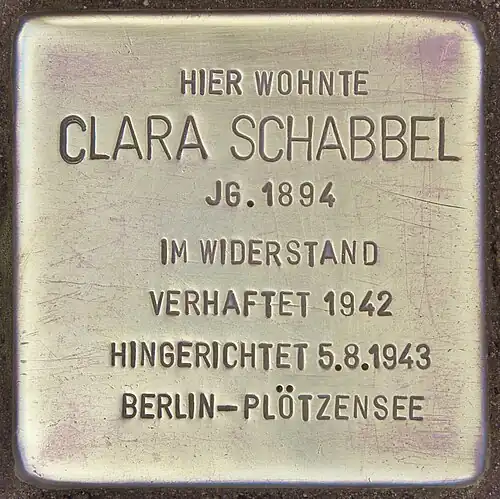 HIER WOHNTE
CLARA SCHABBEL
JG. 1894
IM WIDERSTAND
VERHAFTET 1942
HINGERICHTET 5.8.1943
BERLIN-PLÖTZENSEE